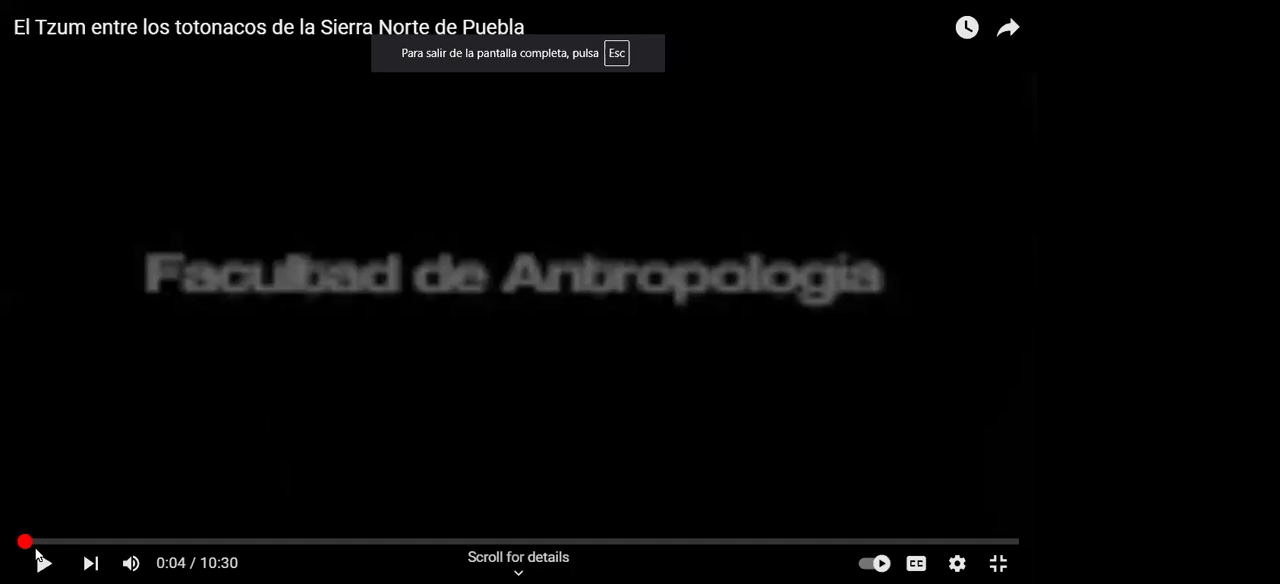 El Tzum entre los totonacos de la Sierra Norte de Puebla
Para salir de la pantalla completa, pulsa Esc
Facultad de Antropología
0:04 / 10:30
Scroll for details
CC